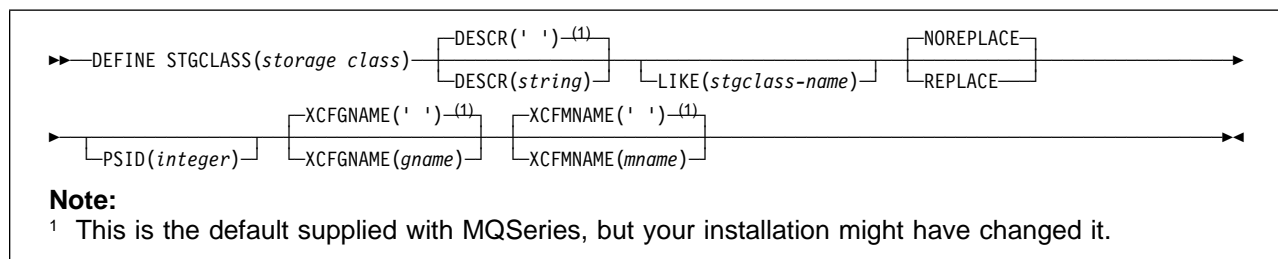 DESCR(' ') (1) NOREPLACE
DEFINE STGCLASS(storage class)
DESCR(string) LIKE(stgclass-name) REPLACE
XCFGNAME(' ') (1) XCFMNAME(' ') (1)
PSID(integer) XCFGNAME(gname) XCFMNAME(mname)
Note:
1 This is the default supplied with MQSeries, but your installation might have changed it.